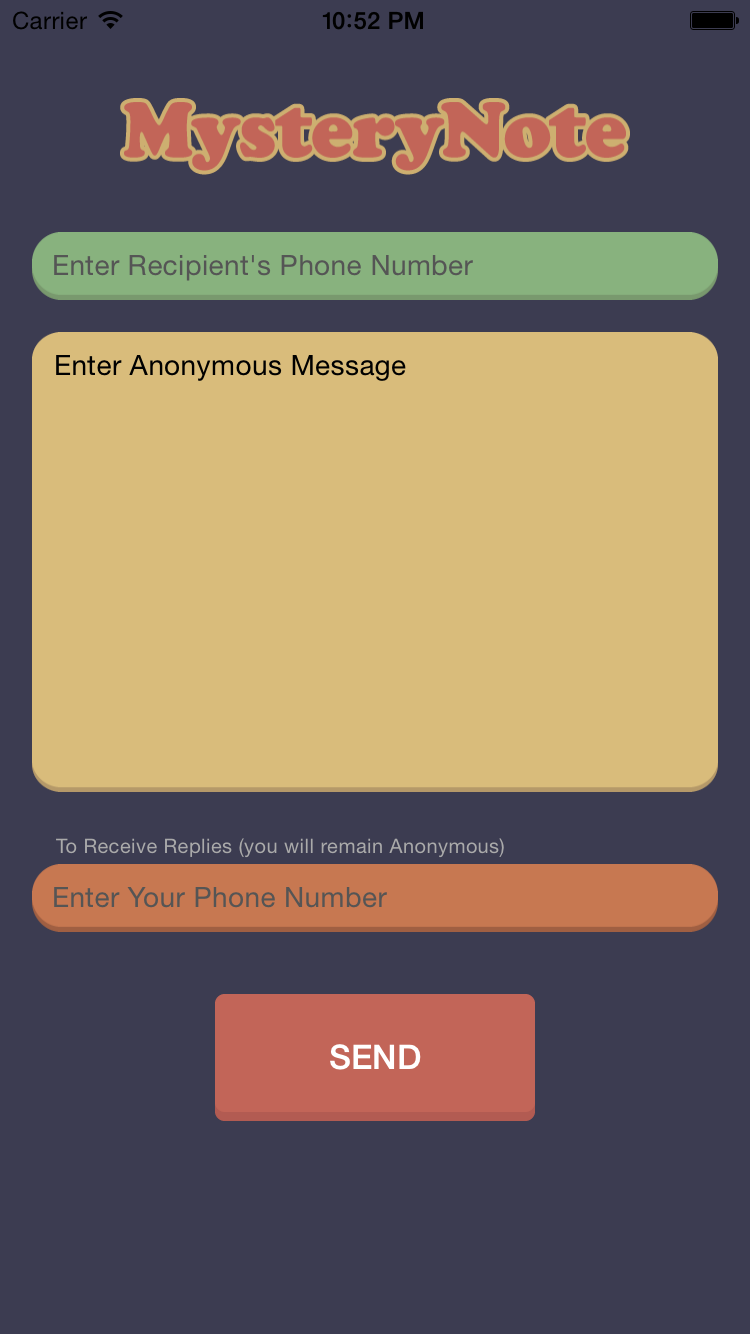 Carrier 10:52 PM
MysteryNote
Enter Recipient's Phone Number
Enter Anonymous Message
To Receive Replies (you will remain Anonymous)
Enter Your Phone Number
SEND